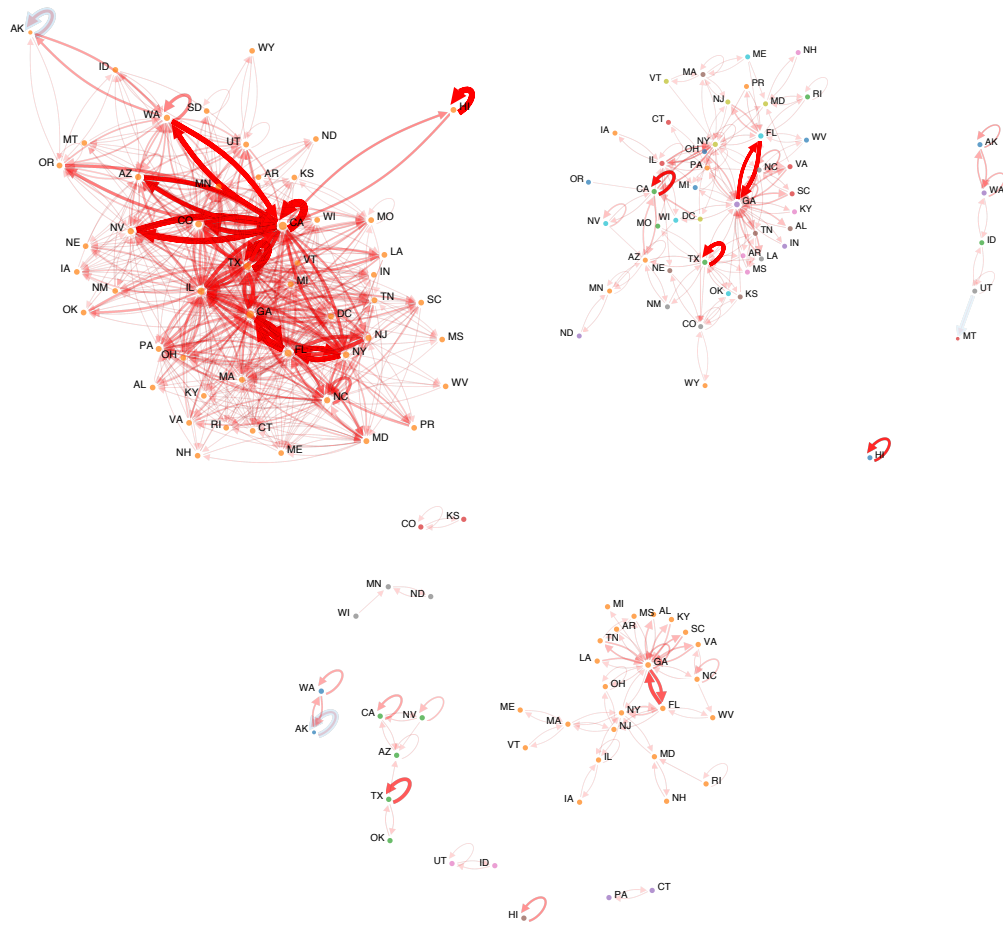 AK
WY
ID
HI
WA
SD
MT
UT
ND
OR
AZ
MN
AR
KS
NV
CO
CA
WI
MO
NE
TX
VT
LA
IA
MI
IN
NM
IL
OK
GA
DC
TN
SC
PA
OH
FL
NY
NJ
MS
AL
KY
MA
NC
WV
VA
RI
CT
MD
PR
NH
ME
ME
NH
VT
MA
PR
NJ
MD
RI
CT
IA
NY
FL
WV
OH
IL
PA
NC
VA
OR
CA
MI
GA
SC
KY
NV
MO
WI
DC
TN
AL
IN
AZ
NE
TX
AR
LA
MS
MN
NM
OK
KS
ND
CO
WY
AK
WA
ID
UT
MT
HI
CO
KS
MN
ND
WI
WA
AK
CA
NV
AZ
TX
OK
MI
MS
AL
KY
AR
SC
TN
VA
LA
GA
NC
OH
ME
MA
NY
FL
WV
NJ
VT
IL
MD
RI
IA
NH
UT
ID
HI
PA
CT